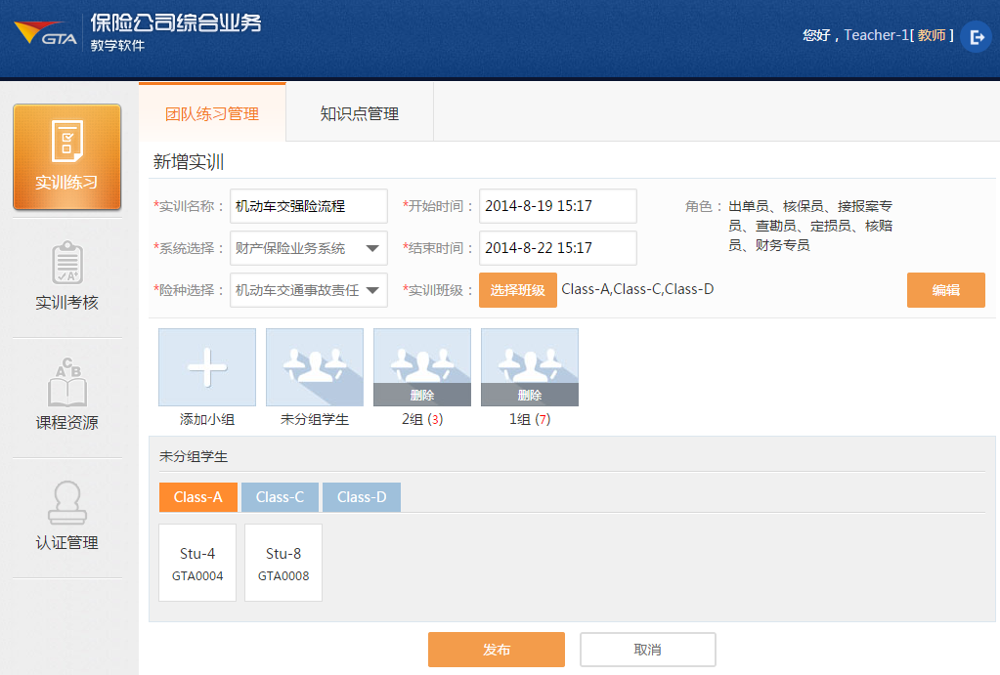 GTA
保险公司综合业务
教学软件
您好，Teacher-1[ 教师 ]
实训练习
实训考核
课程资源
认证管理
团队练习管理 知识点管理
新增实训
*实训名称： 机动车交强险流程 *开始时间： 2014-8-19 15:17 角色： 出单员、核保员、接报案专
员、查勘员、定损员、核赔
员、财务专员
*系统选择： 财产保险业务系统 *结束时间： 2014-8-22 15:17
*险种选择： 机动车交通事故责任 *实训班级： 选择班级 Class-A,Class-C,Class-D 编辑
删除 删除
添加小组 未分组学生 2组 (3) 1组 (7)
未分组学生
Class-A Class-C Class-D
Stu-4 Stu-8
GTA0004 GTA0008
发布 取消